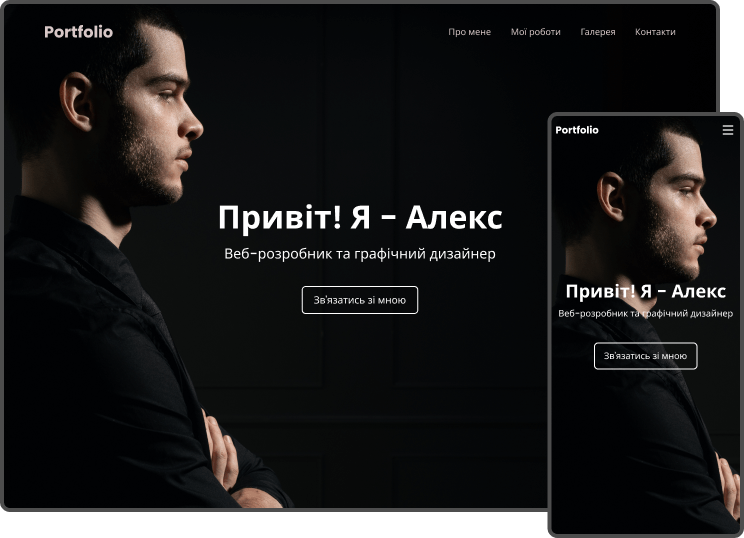 Portfolio
Про мене Мої роботи Галерея Контакти
Привіт! Я - Алекс
Веб-розробник та графічний дизайнер
Зв'язатись зі мною
Portfolio
Привіт! Я - Алекс
Веб-розробник та графічний дизайнер
Зв'язатись зі мною